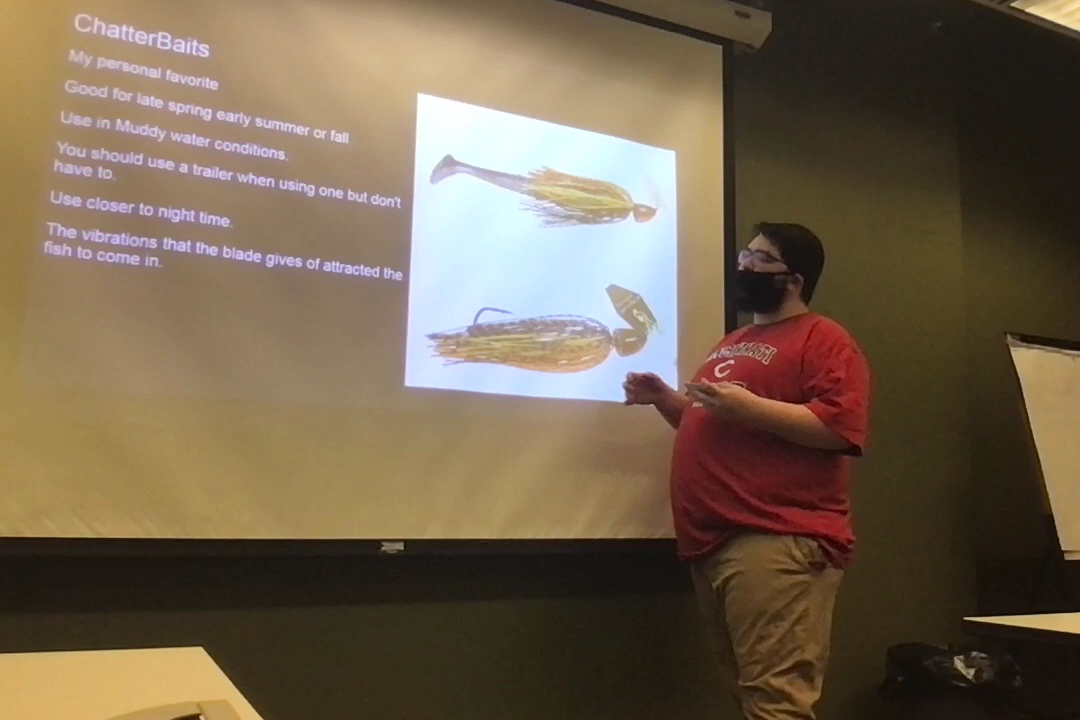 ChatterBaits
My personal favorite
Good for late spring early summer or fall
Use in Muddy water conditions.
You should use a trailer when using one but don't
have to.
Use closer to night time.
The vibrations that the blade gives of attracted the
fish to come in.
C